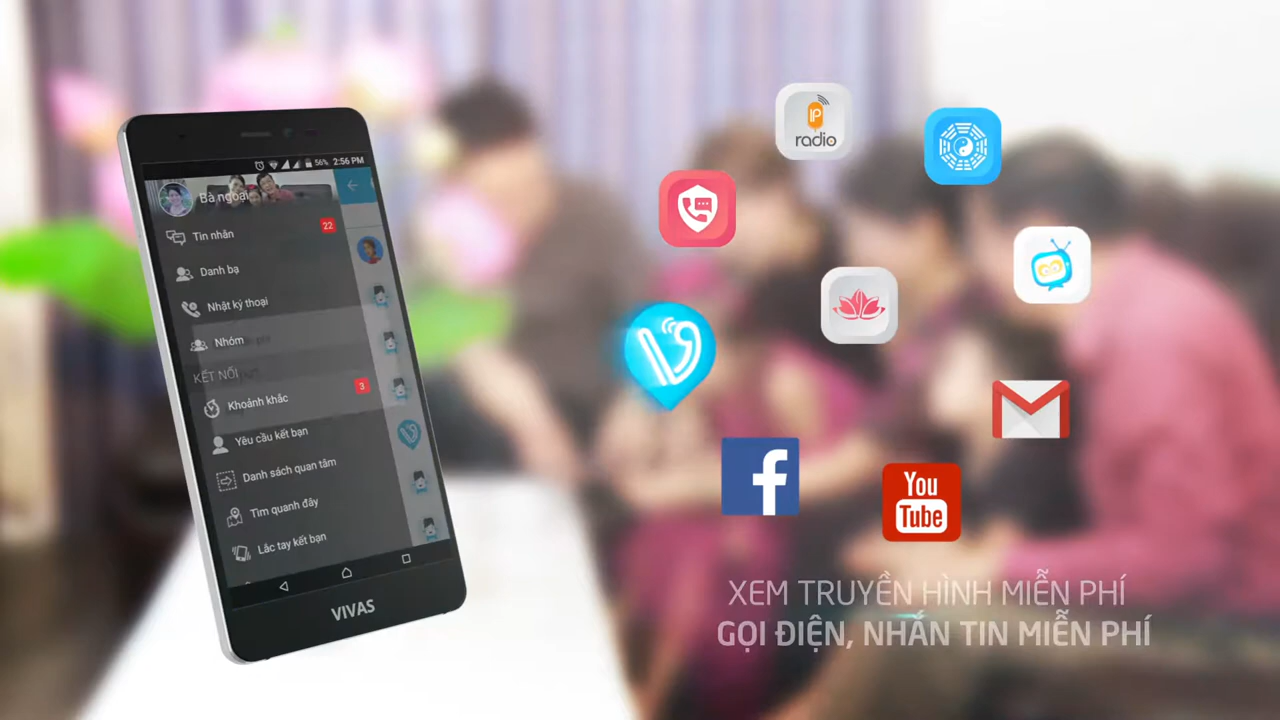 56% 2:56 PM
Bà ngoại
Tin nhắn 22
Danh bạ
Nhật ký thoại
Nhóm
KẾT NỐI
Khoảnh khắc 3
Yêu cầu kết bạn
Danh sách quan tâm
Tìm quanh đây
Lắc tay kết bạn
VIVAS
IP
radio
f
You
Tube
XEM TRUYỀN HÌNH MIỄN PHÍ
GỌI ĐIỆN, NHẮN TIN MIỄN PHÍ